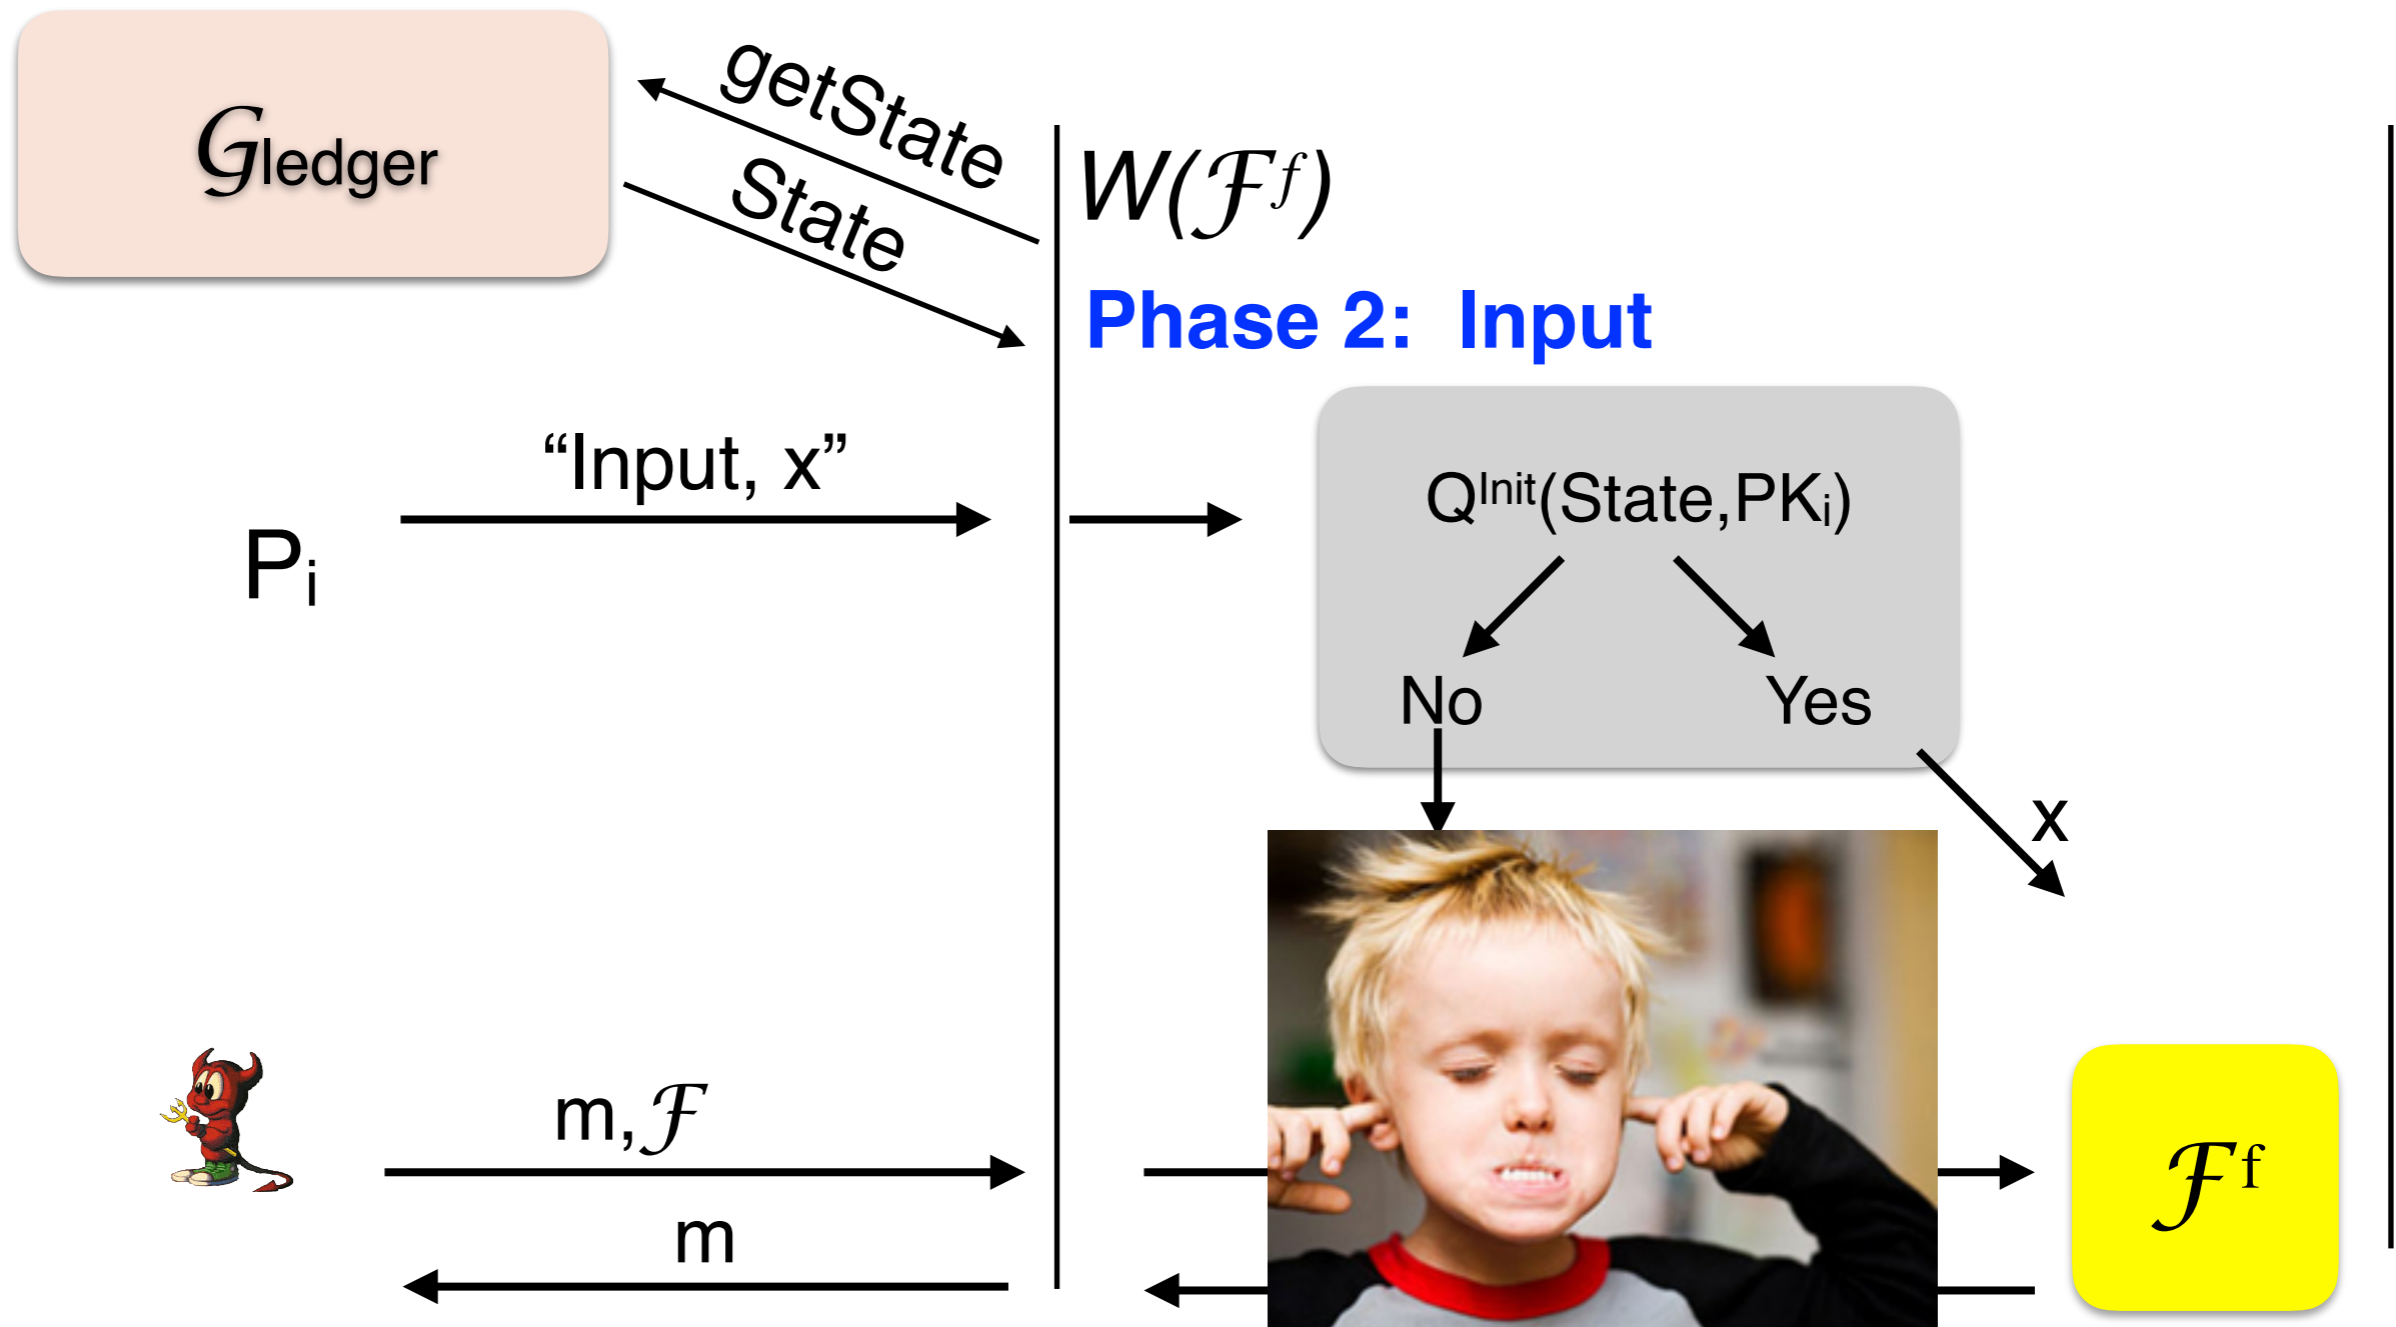 getState
State
𝒢ledger
W(ℱᶠ)
Phase 2: Input
“Input, x”
Pᵢ
Qᴵⁿⁱᵗ(State,PKᵢ)
No
Yes
x
m,ℱ
m
ℱᶠ